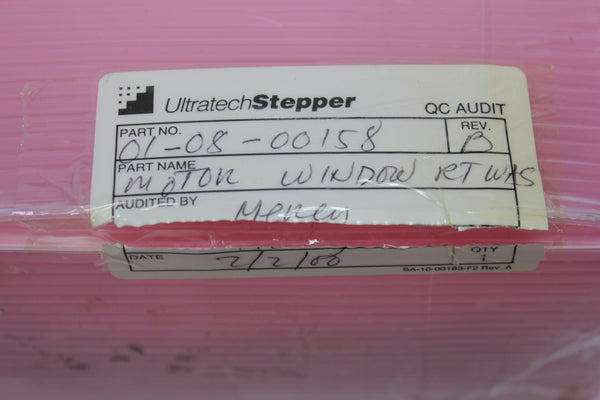 UltratechStepper QC AUDIT
PART NO. REV.
01-08-00158 B
PART NAME
MOTOR WINDOW RT WAS
AUDITED BY
DATE 2/2/00 QTY 1
SA-10-00183-F2 Rev. A